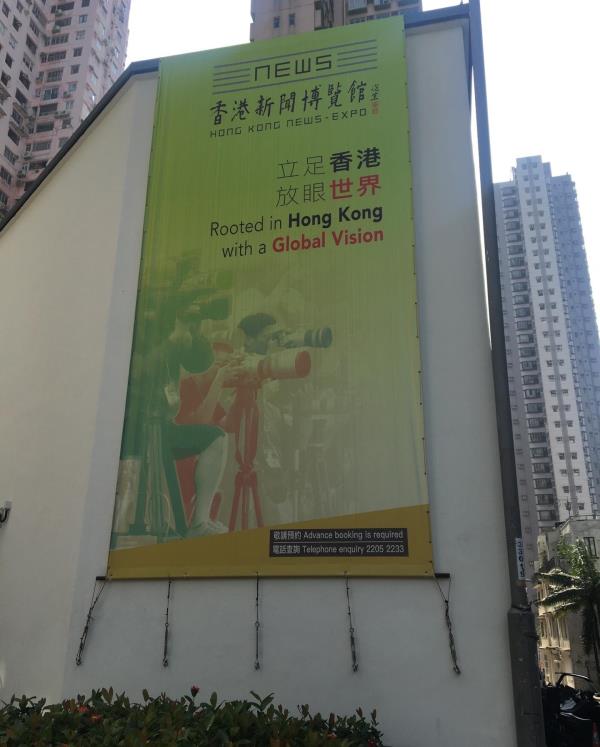 NEWS
香港新聞博覽館
HONG KONG NEWS-EXPO
立足香港
放眼世界
Rooted in Hong Kong
with a Global Vision
敬請預約 Advance booking is required
電話查詢 Telephone enquiry 2205 2233